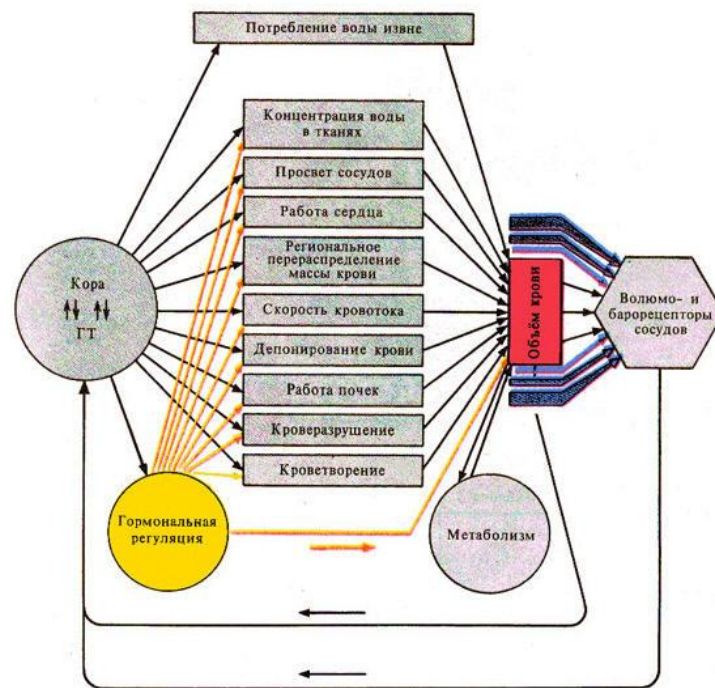 Потребление воды извне
Концентрация воды
в тканях
Просвет сосудов
Работа сердца
Региональное
перераспределение
массы крови
Скорость кровотока
Депонирование крови
Работа почек
Кроверазрушение
Кроветворение
Кора
ГТ
Гормональная
регуляция
Объём крови
Волюмо- и
барорецепторы
сосудов
Метаболизм